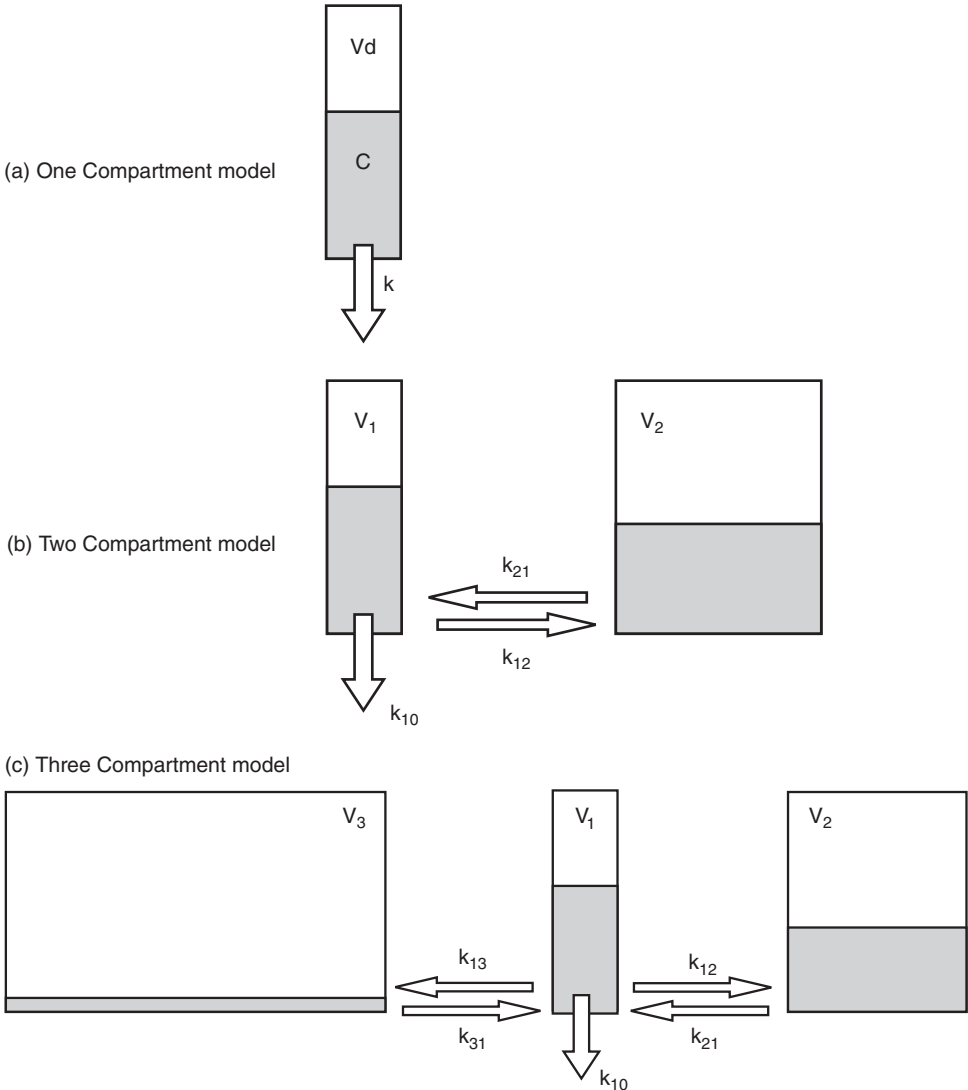 Vd
C
(a) One Compartment model
k
V₁
V₂
(b) Two Compartment model
k₂₁
k₁₂
k₁₀
(c) Three Compartment model
V₃
V₁
V₂
k₁₃
k₁₂
k₃₁
k₂₁
k₁₀